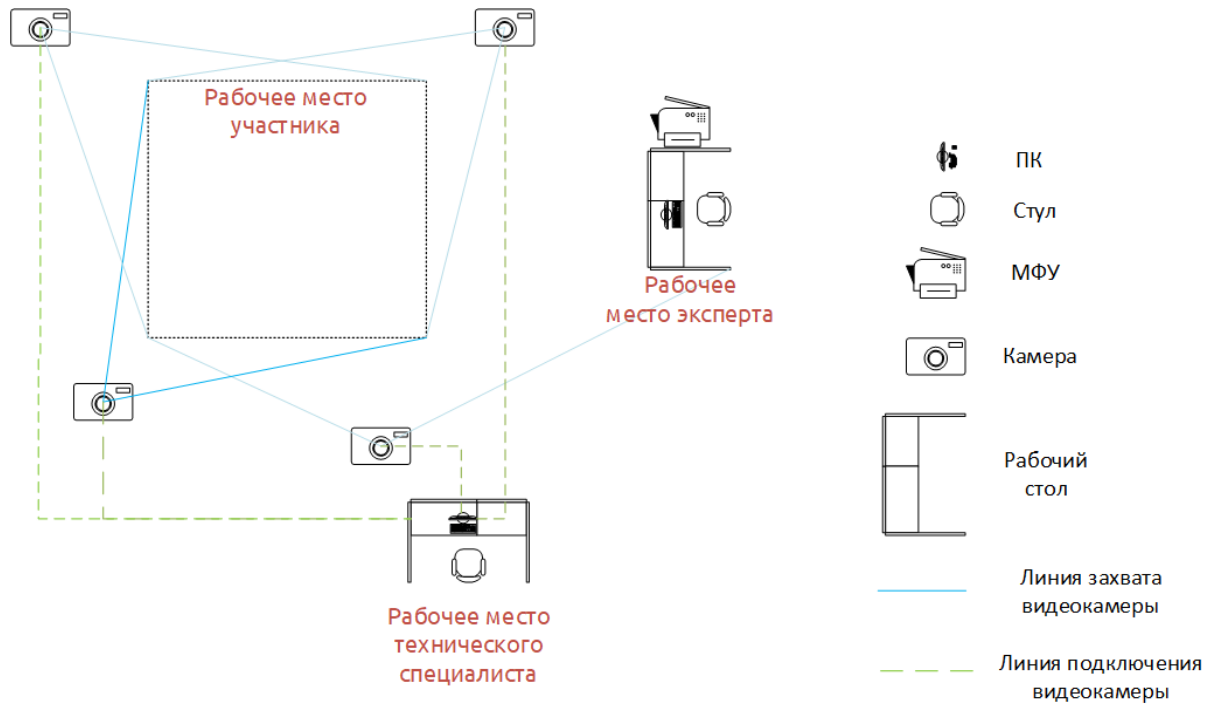 Рабочее место
участника
Рабочее
место эксперта
Рабочее место
технического
специалиста
ПК
Стул
МФУ
Камера
Рабочий
стол
Линия захвата
видеокамеры
Линия подключения
видеокамеры